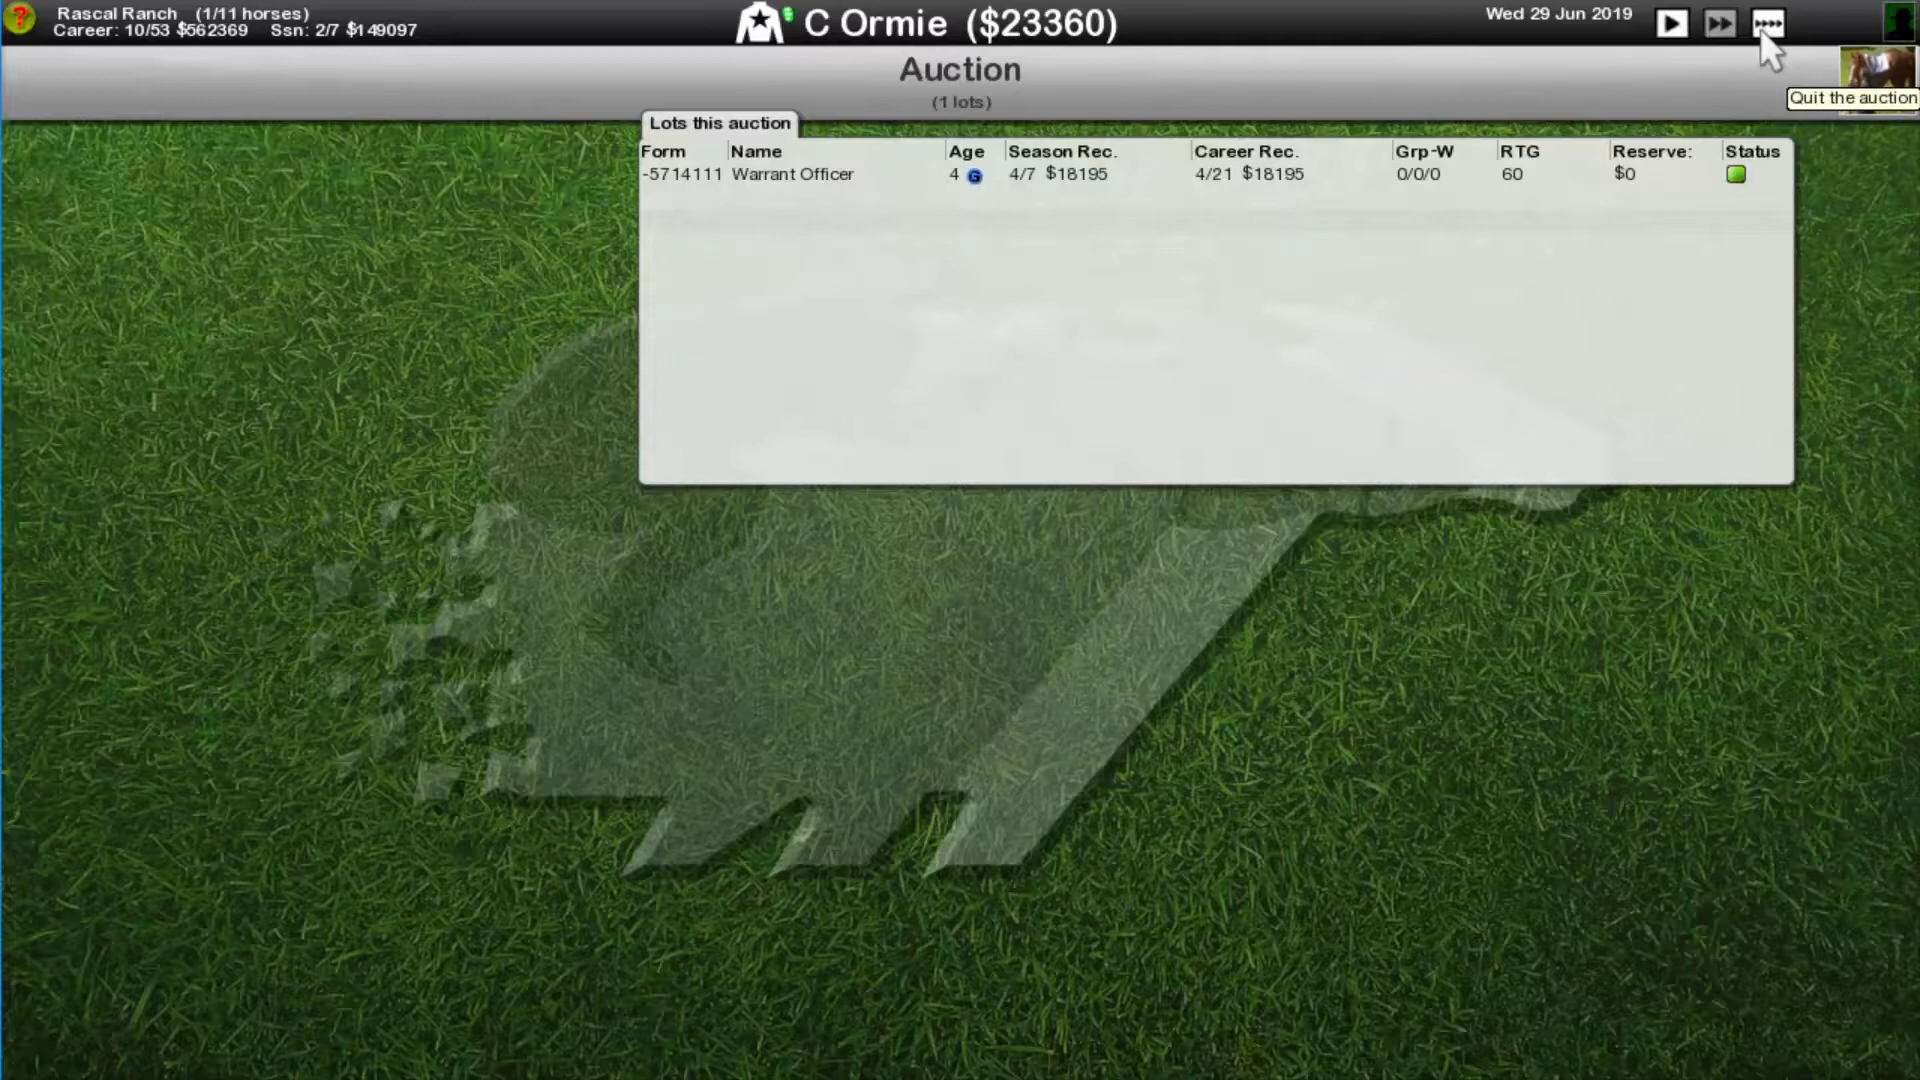 Rascal Ranch (1/11 horses)
Career: 10/53 $562369 Ssn: 2/7 $149097
C Ormie ($23360)
Wed 29 Jun 2019
Auction
(1 lots)
Quit the auction
Lots this auction
Form Name Age Season Rec. Career Rec. Grp-W RTG Reserve: Status
-5714111 Warrant Officer 4 G 4/7 $18195 4/21 $18195 0/0/0 60 $0